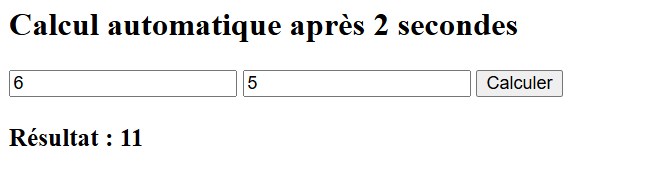 Calcul automatique après 2 secondes
6 5 Calculer
Résultat : 11